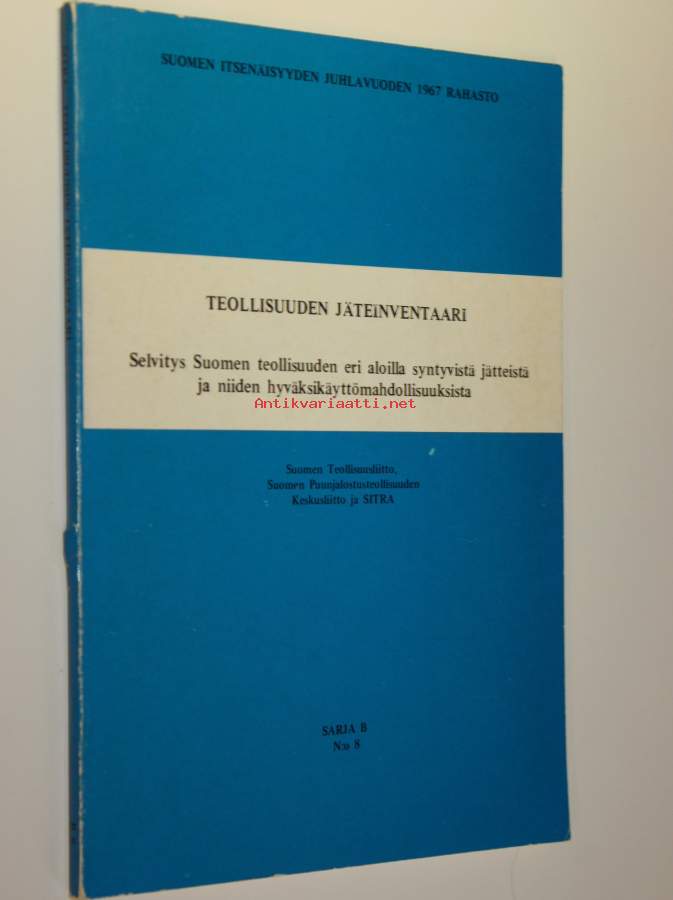 SUOMEN ITSENÄISYYDEN JUHLAVUODEN 1967 RAHASTO
TEOLLISUUDEN JÄTEINVENTAARI
Selvitys Suomen teollisuuden eri aloilla syntyvistä jätteistä
ja niiden hyväksikäyttömahdollisuuksista
Antikvariaatti.net
Suomen Teollisuusliitto,
Suomen Puunjalostusteollisuuden
Keskusliitto ja SITRA
SARJA B
N:o 8